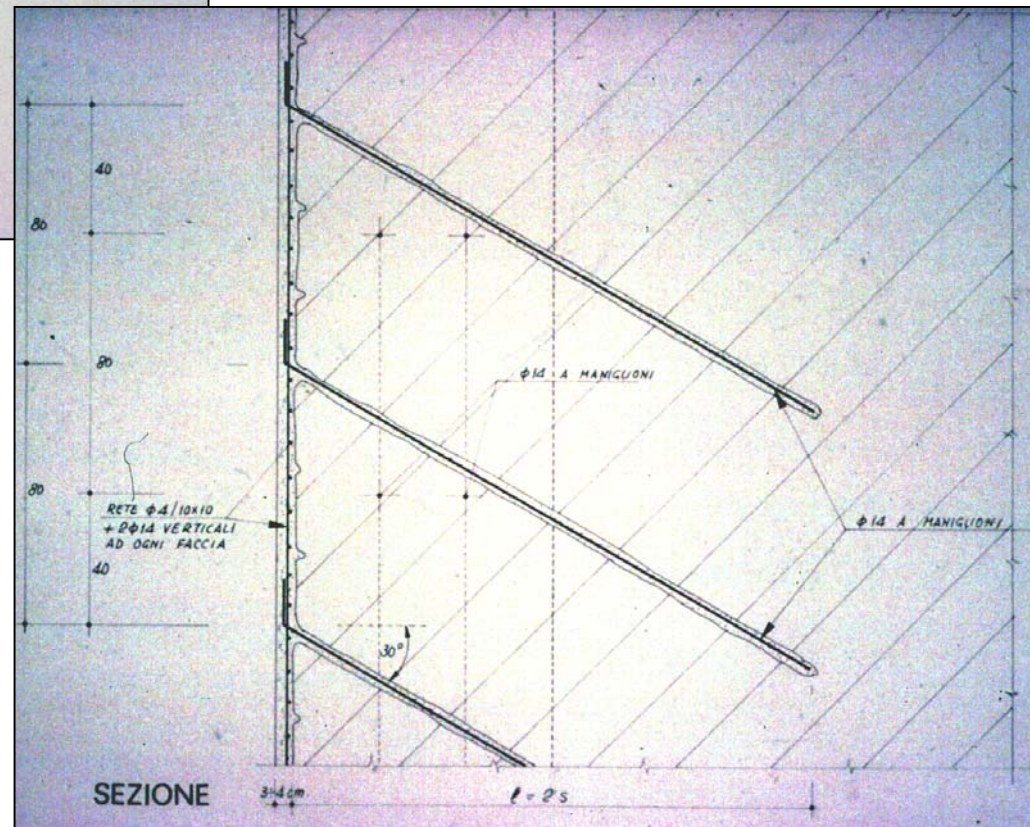 40
80
80
φ14 A MANIGLIONI
80
RETE φ4/10X10
+ 2φ14 VERTICALI
AD OGNI FACCIA
φ14 A MANIGLIONI
40
30°
SEZIONE
3÷4 cm
ℓ = 2 s